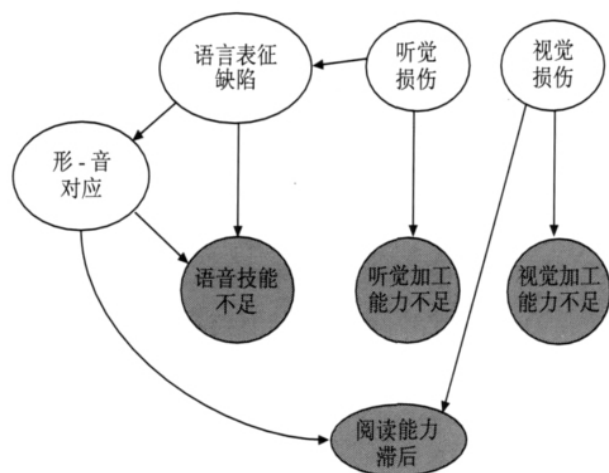 语言表征
缺陷
听觉
损伤
视觉
损伤
形-音
对应
语音技能
不足
听觉加工
能力不足
视觉加工
能力不足
阅读能力
滞后